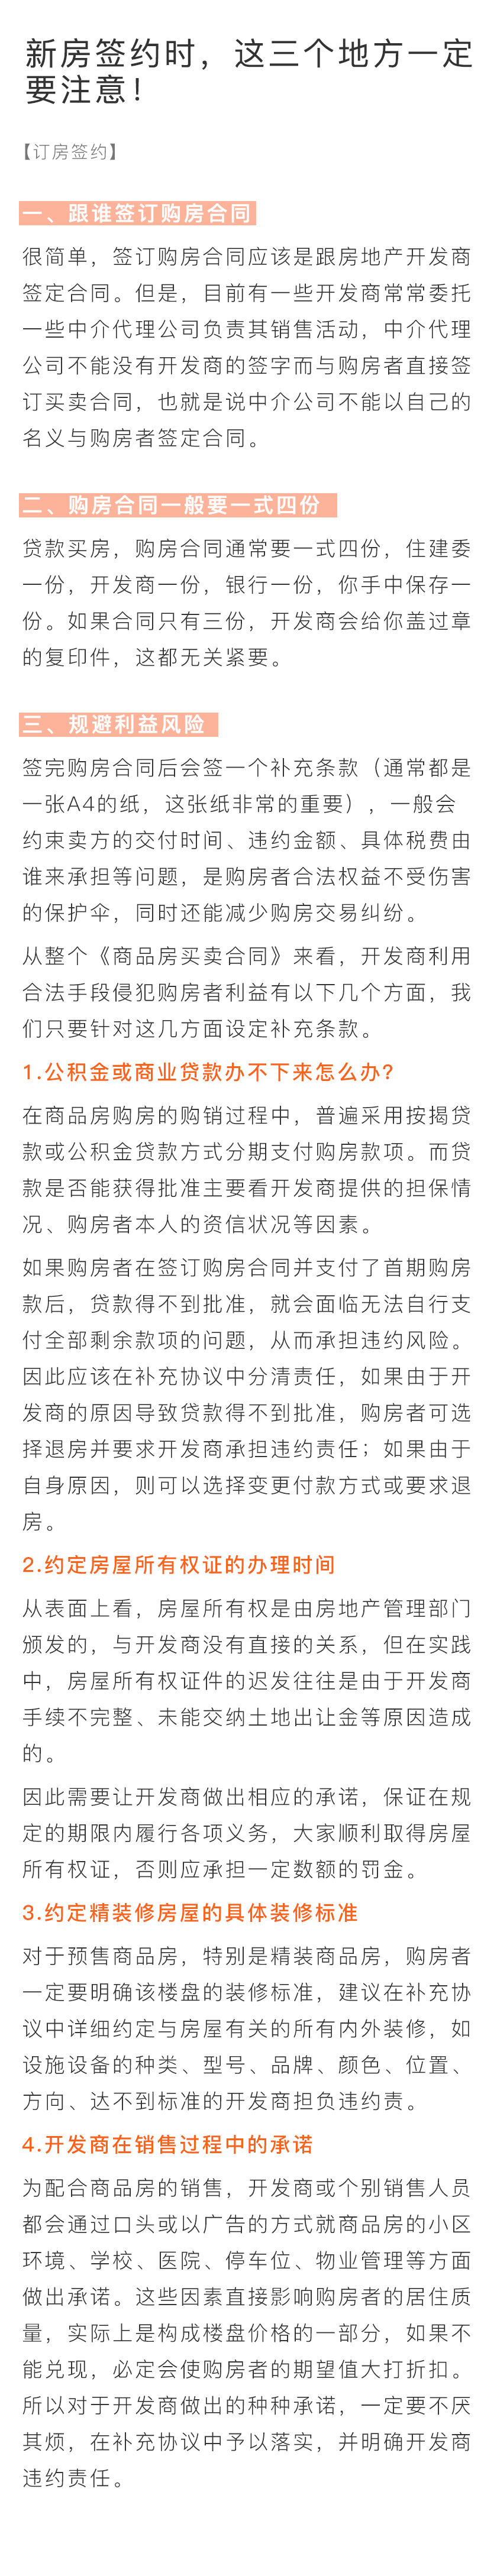 新房签约时，这三个地方一定
要注意！
【订房签约】
一、跟谁签订购房合同
很简单，签订购房合同应该是跟房地产开发商
签定合同。但是，目前有一些开发商常常委托
一些中介代理公司负责其销售活动，中介代理
公司不能没有开发商的签字而与购房者直接签
订买卖合同，也就是说中介公司不能以自己的
名义与购房者签定合同。
二、购房合同一般要一式四份
贷款买房，购房合同通常要一式四份，住建委
一份，开发商一份，银行一份，你手中保存一
份。如果合同只有三份，开发商会给你盖过章
的复印件，这都无关紧要。
三、规避利益风险
签完购房合同后会签一个补充条款（通常都是
一张A4的纸，这张纸非常的重要），一般会
约束卖方的交付时间、违约金额、具体税费由
谁来承担等问题，是购房者合法权益不受伤害
的保护伞，同时还能减少购房交易纠纷。
从整个《商品房买卖合同》来看，开发商利用
合法手段侵犯购房者利益有以下几个方面，我
们只要针对这几方面设定补充条款。
1.公积金或商业贷款办不下来怎么办？
在商品房购房的购销过程中，普遍采用按揭贷
款或公积金贷款方式分期支付购房款项。而贷
款是否能获得批准主要看开发商提供的担保情
况、购房者本人的资信状况等因素。
如果购房者在签订购房合同并支付了首期购房
款后，贷款得不到批准，就会面临无法自行支
付全部剩余款项的问题，从而承担违约风险。
因此应该在补充协议中分清责任，如果由于开
发商的原因导致贷款得不到批准，购房者可选
择退房并要求开发商承担违约责任；如果由于
自身原因，则可以选择变更付款方式或要求退
房。
2.约定房屋所有权证的办理时间
从表面上看，房屋所有权是由房地产管理部门
颁发的，与开发商没有直接的关系，但在实践
中，房屋所有权证件的迟发往往是由于开发商
手续不完整、未能交纳土地出让金等原因造成
的。
因此需要让开发商做出相应的承诺，保证在规
定的期限内履行各项义务，大家顺利取得房屋
所有权证，否则应承担一定数额的罚金。
3.约定精装修房屋的具体装修标准
对于预售商品房，特别是精装商品房，购房者
一定要明确该楼盘的装修标准，建议在补充协
议中详细约定与房屋有关的所有内外装修，如
设施设备的种类、型号、品牌、颜色、位置、
方向、达不到标准的开发商担负违约责。
4.开发商在销售过程中的承诺
为配合商品房的销售，开发商或个别销售人员
都会通过口头或以广告的方式就商品房的小区
环境、学校、医院、停车位、物业管理等方面
做出承诺。这些因素直接影响购房者的居住质
量，实际上是构成楼盘价格的一部分，如果不
能兑现，必定会使购房者的期望值大打折扣。
所以对于开发商做出的种种承诺，一定要不厌
其烦，在补充协议中予以落实，并明确开发商
违约责任。